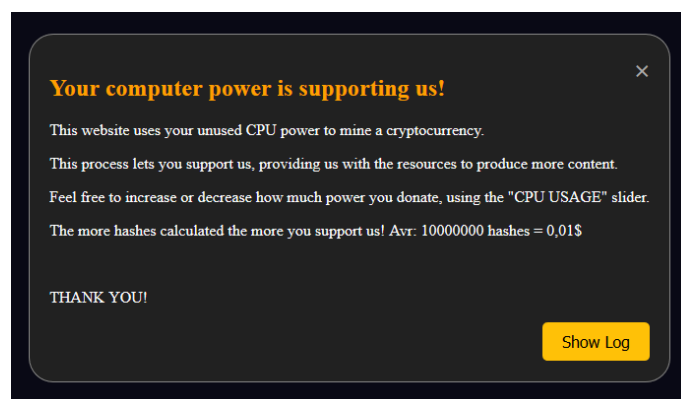 Your computer power is supporting us!
This website uses your unused CPU power to mine a cryptocurrency.
This process lets you support us, providing us with the resources to produce more content.
Feel free to increase or decrease how much power you donate, using the "CPU USAGE" slider.
The more hashes calculated the more you support us! Avr: 10000000 hashes = 0,01$
THANK YOU!
Show Log